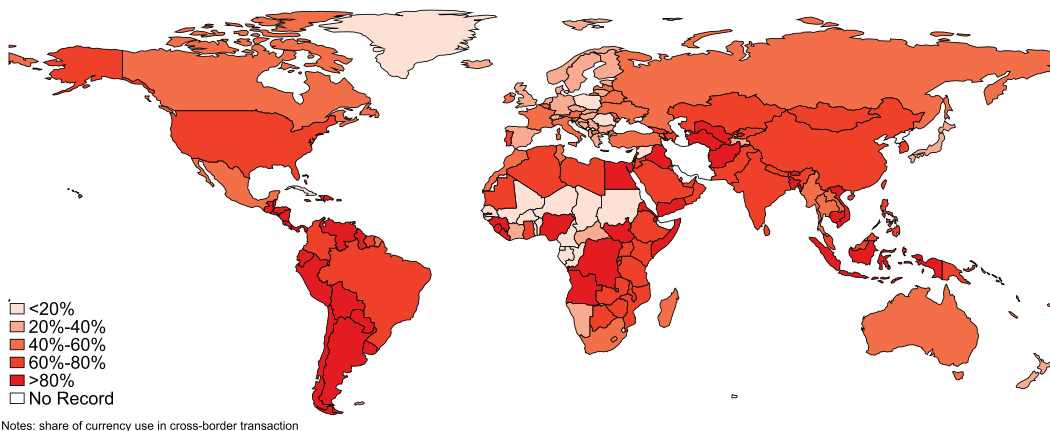 <20%
20%-40%
40%-60%
60%-80%
>80%
No Record
Notes: share of currency use in cross-border transaction